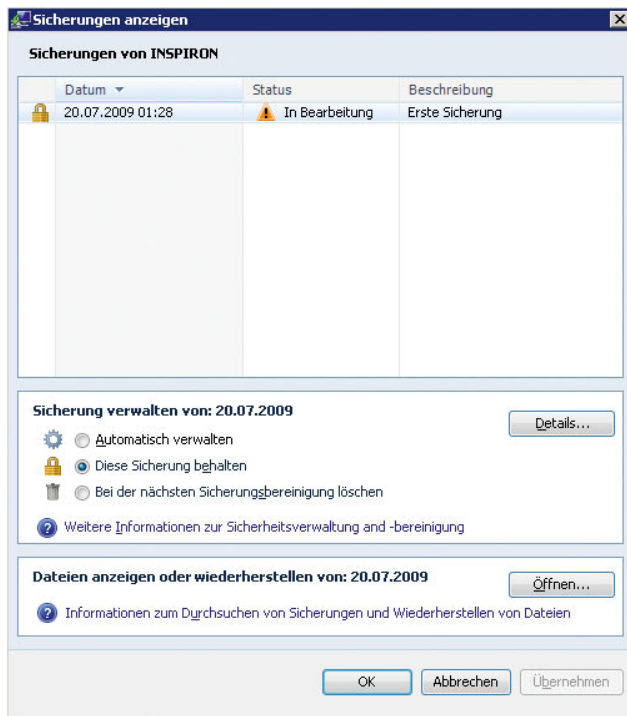 Sicherungen anzeigen
Sicherungen von INSPIRON
Datum Status Beschreibung
20.07.2009 01:28 In Bearbeitung Erste Sicherung
Sicherung verwalten von: 20.07.2009
Details...
Automatisch verwalten
Diese Sicherung behalten
Bei der nächsten Sicherungsbereinigung löschen
Weitere Informationen zur Sicherheitsverwaltung and -bereinigung
Dateien anzeigen oder wiederherstellen von: 20.07.2009
Öffnen...
Informationen zum Durchsuchen von Sicherungen und Wiederherstellen von Dateien
OK Abbrechen Übernehmen